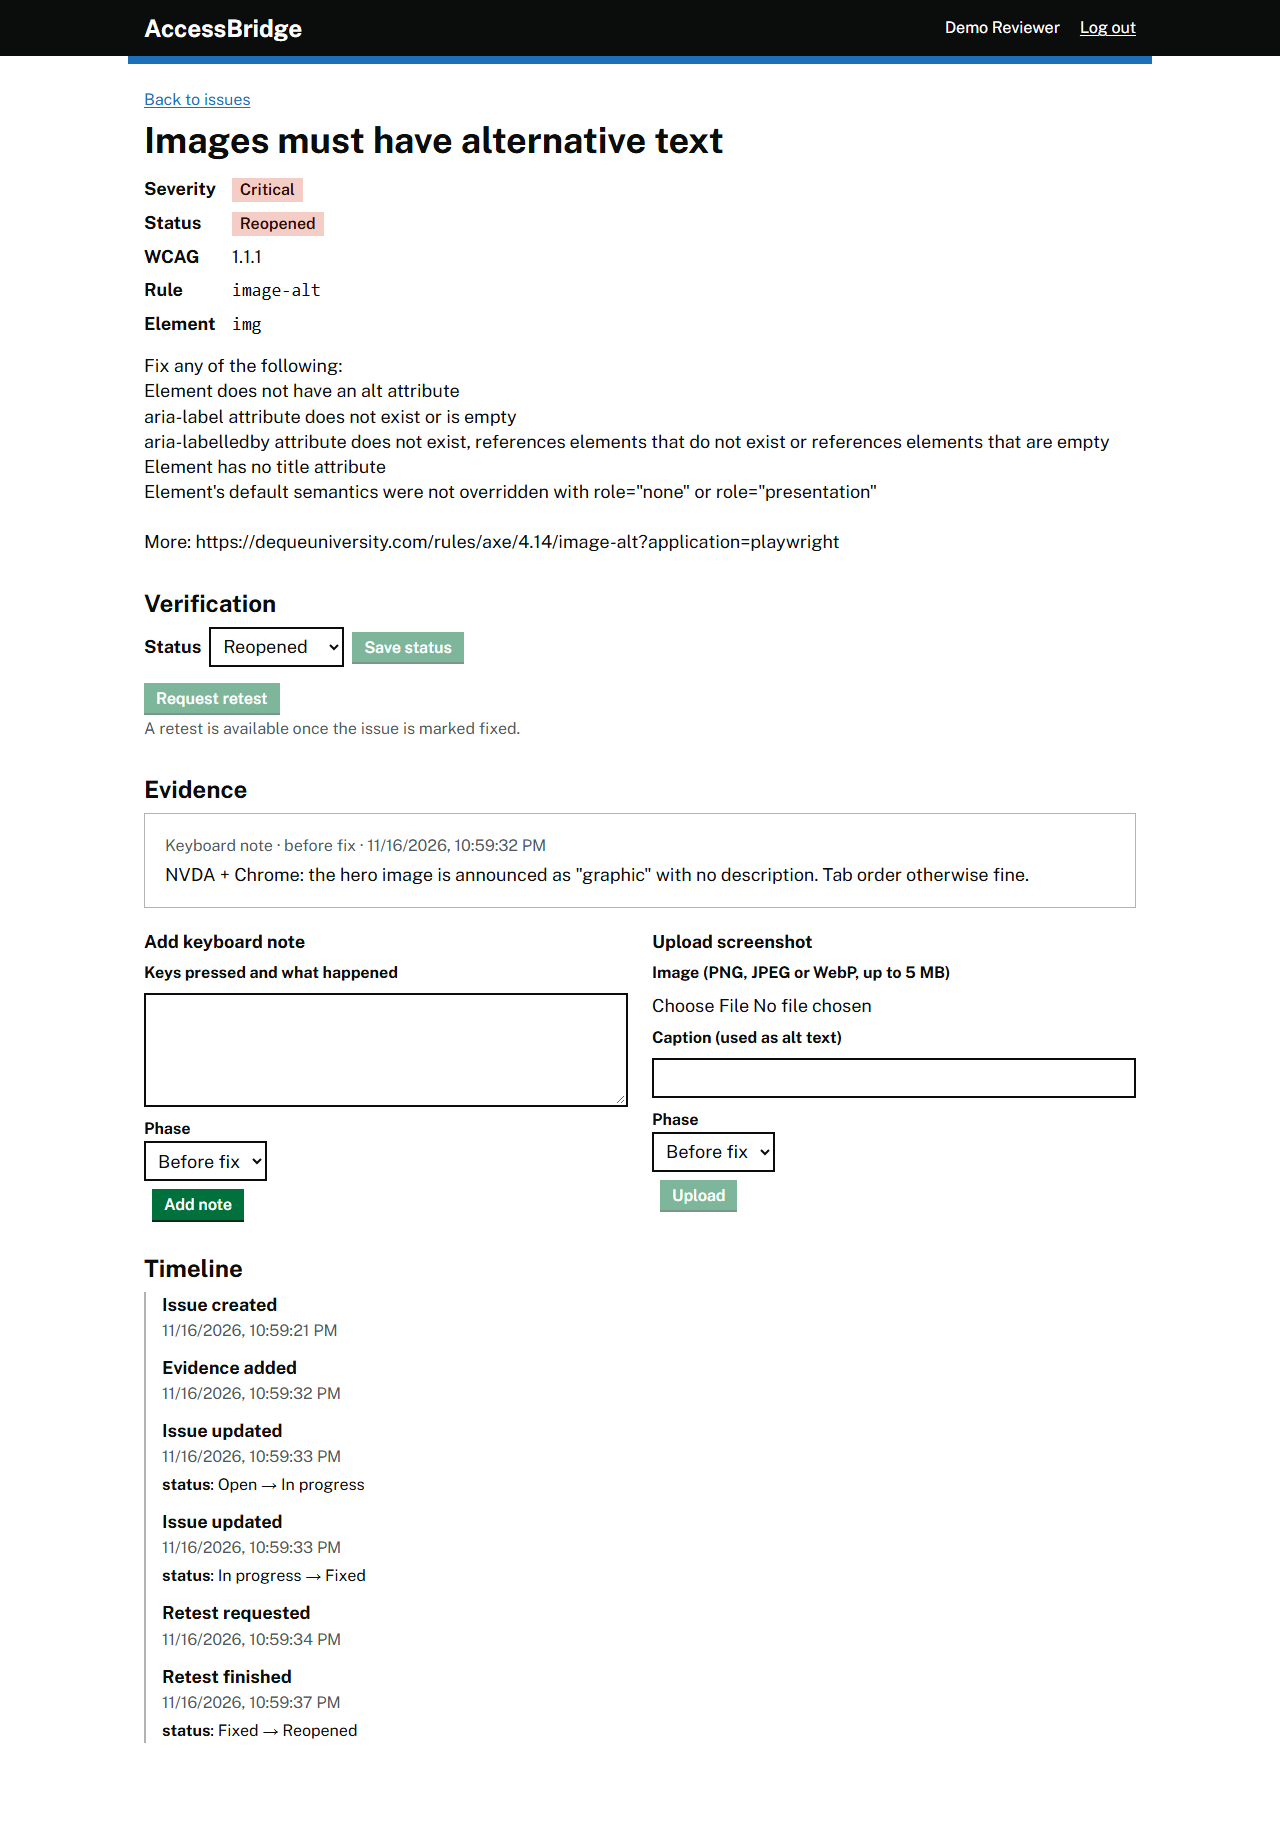 AccessBridge
Demo Reviewer Log out
Back to issues
Images must have alternative text
Severity Critical
Status Reopened
WCAG 1.1.1
Rule image-alt
Element img
Fix any of the following:
Element does not have an alt attribute
aria-label attribute does not exist or is empty
aria-labelledby attribute does not exist, references elements that do not exist or references elements that are empty
Element has no title attribute
Element's default semantics were not overridden with role="none" or role="presentation"
More: https://dequeuniversity.com/rules/axe/4.14/image-alt?application=playwright
Verification
Status Reopened Save status
Request retest
A retest is available once the issue is marked fixed.
Evidence
Keyboard note · before fix · 11/16/2026, 10:59:32 PM
NVDA + Chrome: the hero image is announced as "graphic" with no description. Tab order otherwise fine.
Add keyboard note
Keys pressed and what happened
Phase
Before fix
Add note
Upload screenshot
Image (PNG, JPEG or WebP, up to 5 MB)
Choose File No file chosen
Caption (used as alt text)
Phase
Before fix
Upload
Timeline
Issue created
11/16/2026, 10:59:21 PM
Evidence added
11/16/2026, 10:59:32 PM
Issue updated
11/16/2026, 10:59:33 PM
status: Open → In progress
Issue updated
11/16/2026, 10:59:33 PM
status: In progress → Fixed
Retest requested
11/16/2026, 10:59:34 PM
Retest finished
11/16/2026, 10:59:37 PM
status: Fixed → Reopened